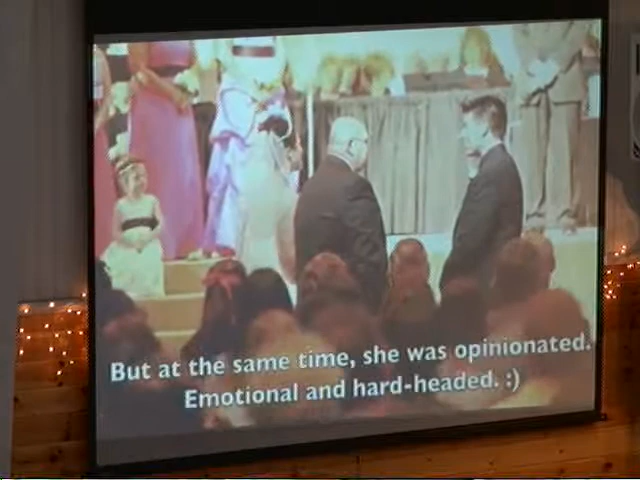 But at the same time, she was opinionated.
Emotional and hard-headed. :)